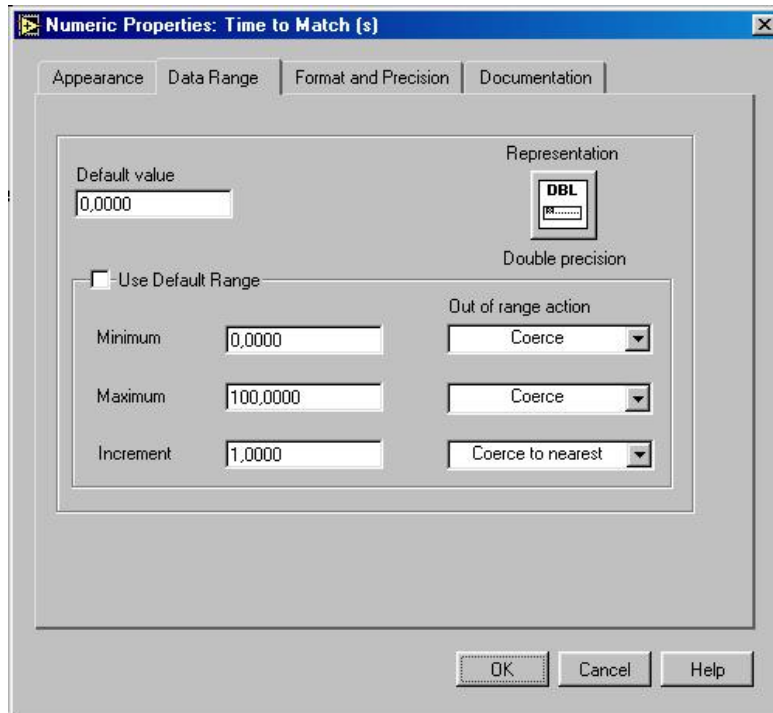 Numeric Properties: Time to Match (s)
Appearance Data Range Format and Precision Documentation
Representation
Default value
0,0000
DBL
Double precision
Use Default Range
Out of range action
Minimum 0,0000 Coerce
Maximum 100,0000 Coerce
Increment 1,0000 Coerce to nearest
OK Cancel Help